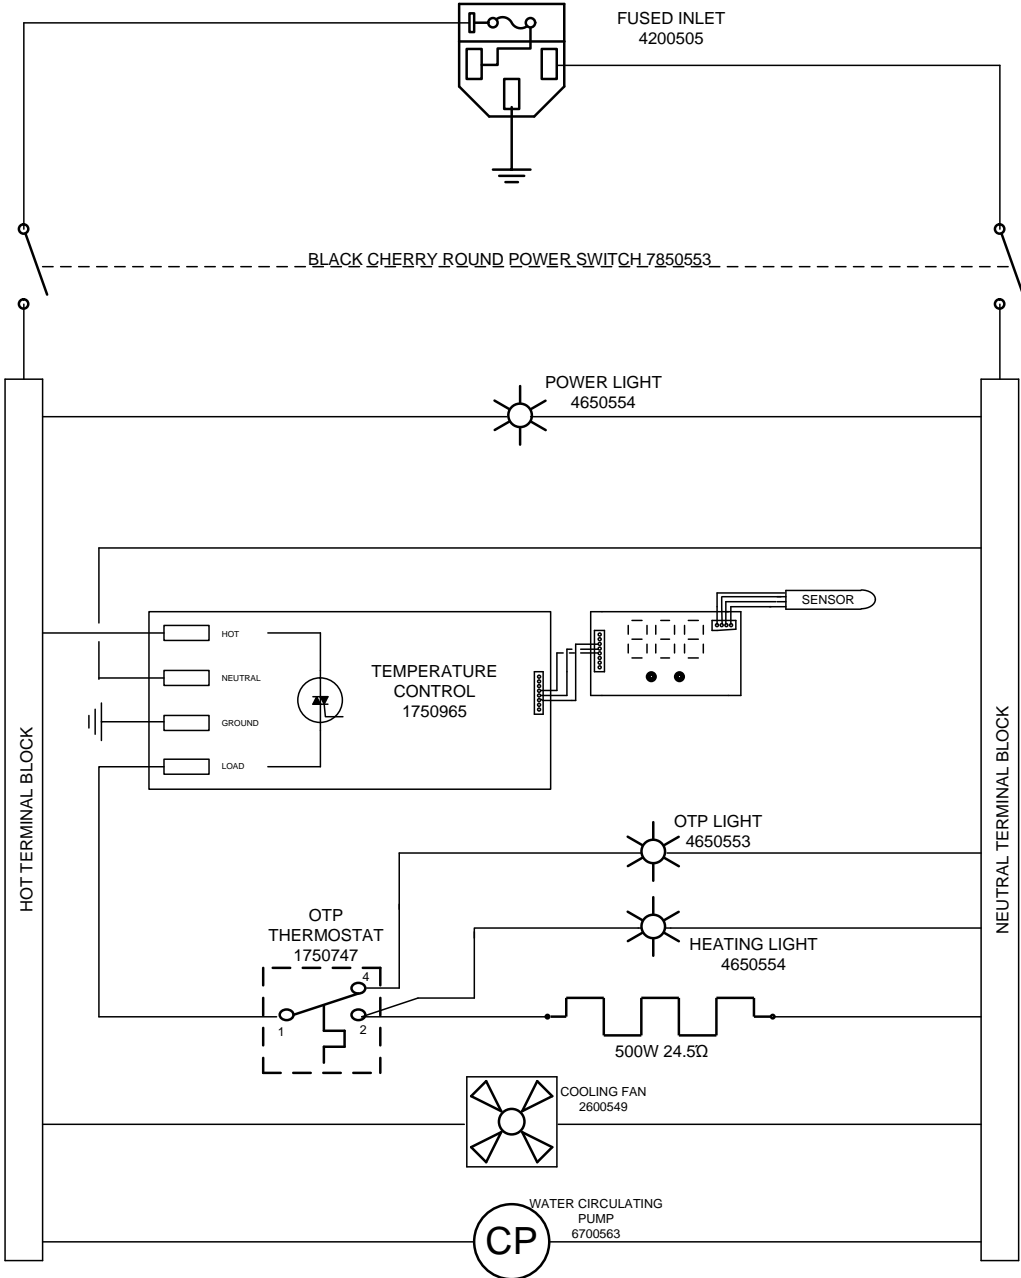 FUSED INLET
4200505
BLACK CHERRY ROUND POWER SWITCH 7850553
POWER LIGHT
4650554
SENSOR
HOT
NEUTRAL
GROUND
LOAD
TEMPERATURE
CONTROL
1750965
HOT TERMINAL BLOCK
NEUTRAL TERMINAL BLOCK
OTP LIGHT
4650553
OTP
THERMOSTAT
1750747
HEATING LIGHT
4650554
4
1
2
500W 24.5Ω
COOLING FAN
2600549
WATER CIRCULATING
PUMP
6700563
CP